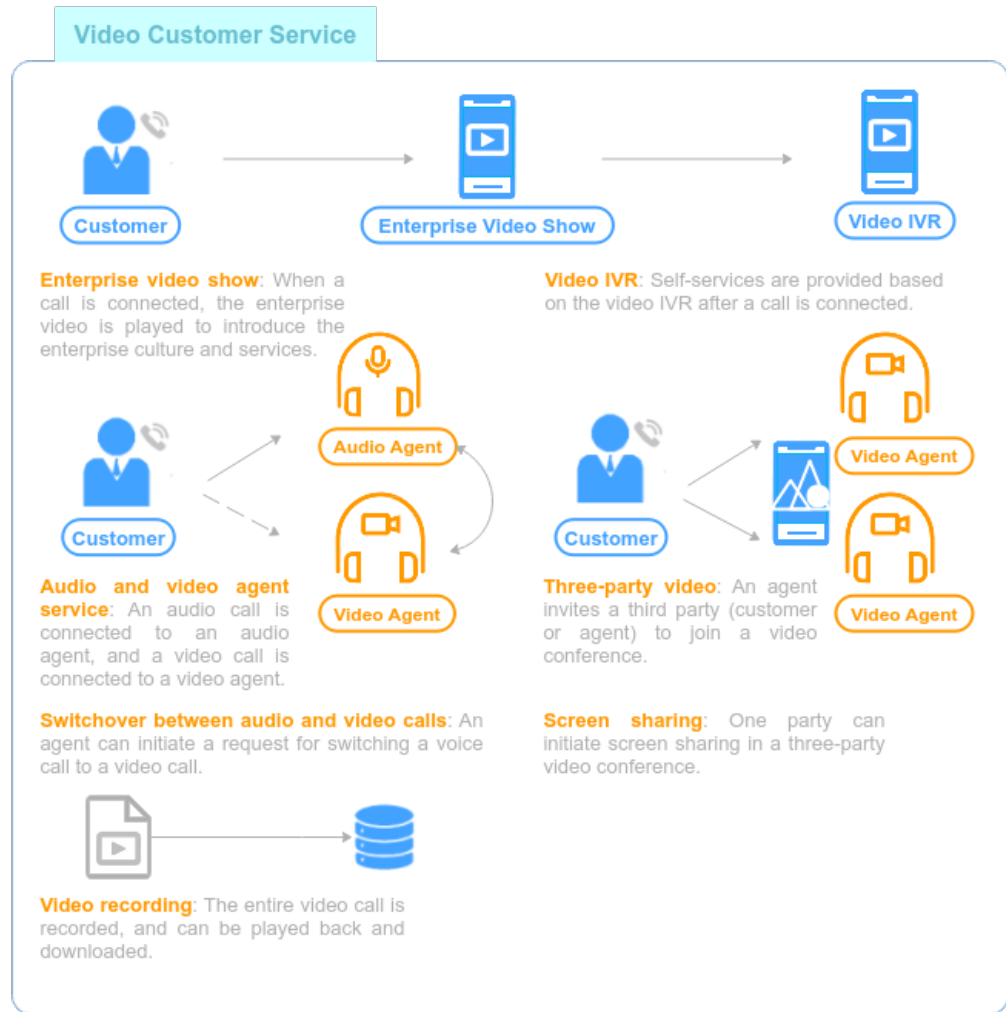 Video Customer Service
Customer
Enterprise Video Show
Video IVR
Enterprise video show: When a
call is connected, the enterprise
video is played to introduce the
enterprise culture and services.
Video IVR: Self-services are provided based
on the video IVR after a call is connected.
Audio Agent
Video Agent
Customer
Video Agent
Customer
Video Agent
Audio and video agent
service: An audio call is
connected to an audio
agent, and a video call is
connected to a video agent.
Three-party video: An agent
invites a third party (customer
or agent) to join a video
conference.
Switchover between audio and video calls: An
agent can initiate a request for switching a voice
call to a video call.
Screen sharing: One party can
initiate screen sharing in a three-party
video conference.
Video recording: The entire video call is
recorded, and can be played back and
downloaded.